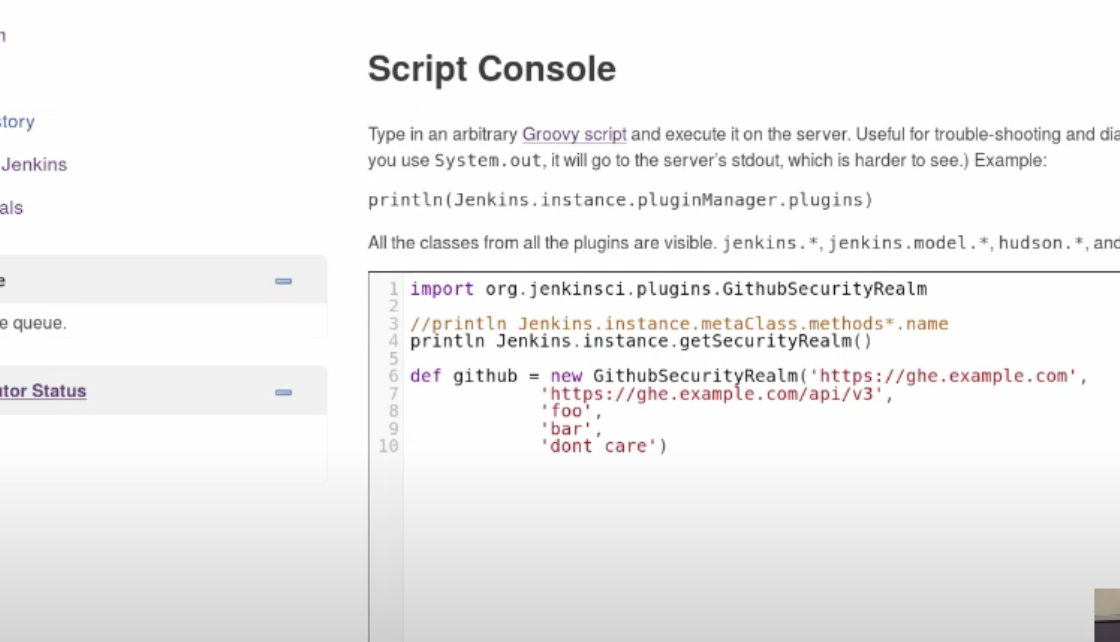 story
Jenkins
als
e
e queue.
tor Status
Script Console
Type in an arbitrary Groovy script and execute it on the server. Useful for trouble-shooting and dia
you use System.out, it will go to the server's stdout, which is harder to see.) Example:
println(Jenkins.instance.pluginManager.plugins)
All the classes from all the plugins are visible. jenkins.*, jenkins.model.*, hudson.*, and
1 import org.jenkinsci.plugins.GithubSecurityRealm
2
3 //println Jenkins.instance.metaClass.methods*.name
4 println Jenkins.instance.getSecurityRealm()
5
6 def github = new GithubSecurityRealm('https://ghe.example.com',
7 'https://ghe.example.com/api/v3',
8 'foo',
9 'bar',
10 'dont care')